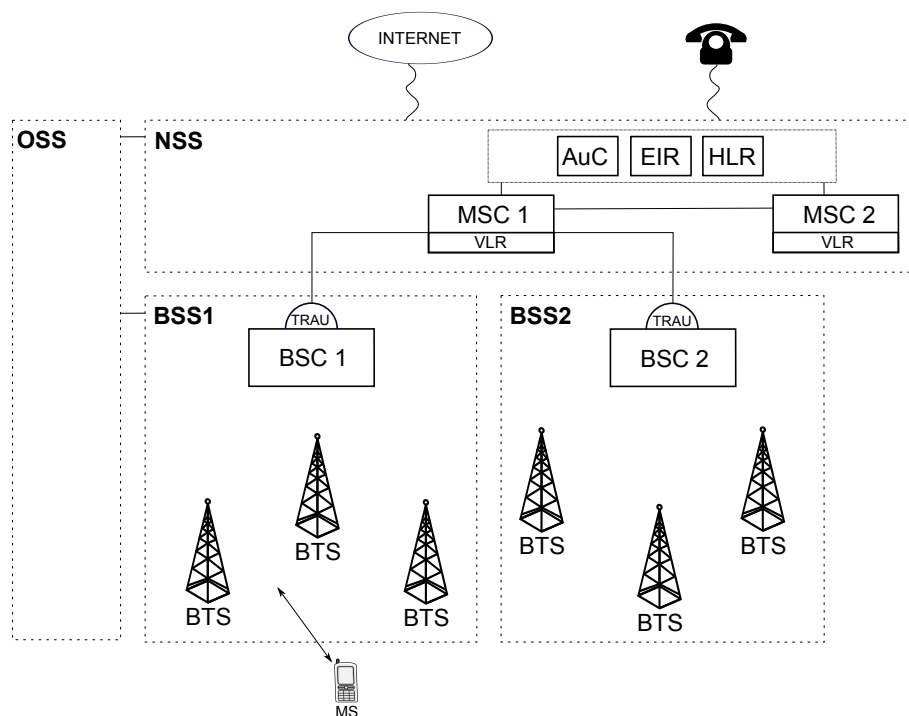 INTERNET
OSS
NSS
AuC
EIR
HLR
MSC 1
VLR
MSC 2
VLR
BSS1
TRAU
BSC 1
BSS2
TRAU
BSC 2
BTS
BTS
BTS
BTS
BTS
BTS
MS